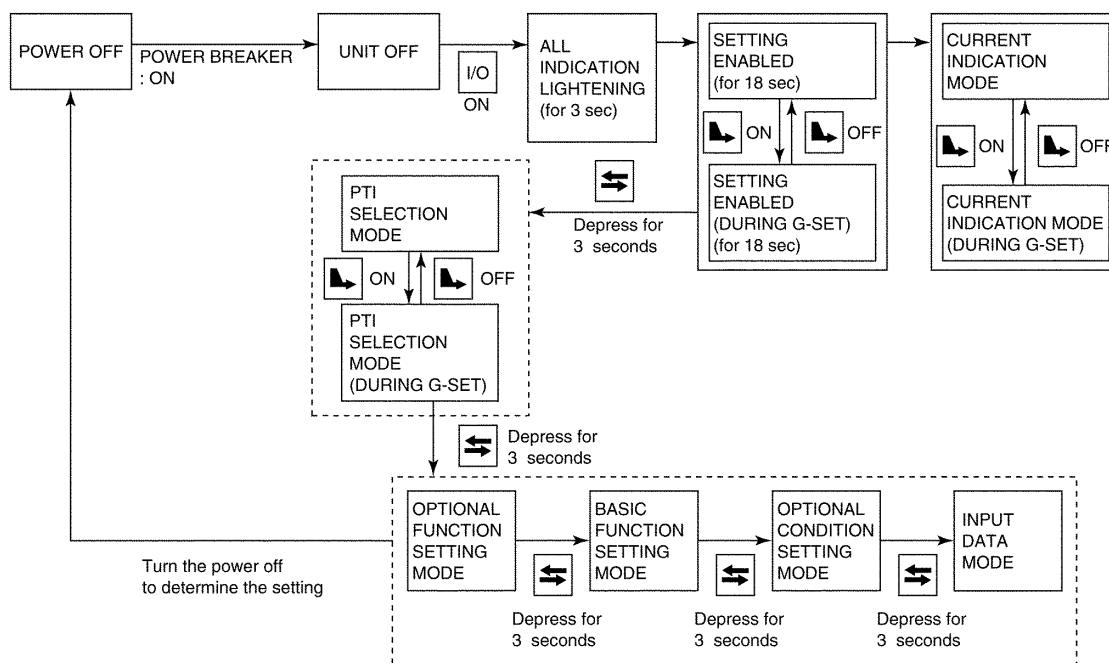 POWER OFF
POWER BREAKER
: ON
UNIT OFF
I/O
ON
ALL
INDICATION
LIGHTENING
(for 3 sec)
SETTING
ENABLED
(for 18 sec)
ON
OFF
SETTING
ENABLED
(DURING G-SET)
(for 18 sec)
CURRENT
INDICATION
MODE
ON
OFF
CURRENT
INDICATION MODE
(DURING G-SET)
Depress for
3 seconds
PTI
SELECTION
MODE
ON
OFF
PTI
SELECTION
MODE
(DURING G-SET)
Depress for
3 seconds
OPTIONAL
FUNCTION
SETTING
MODE
BASIC
FUNCTION
SETTING
MODE
OPTIONAL
CONDITION
SETTING
MODE
INPUT
DATA
MODE
Turn the power off
to determine the setting
Depress for
3 seconds
Depress for
3 seconds
Depress for
3 seconds